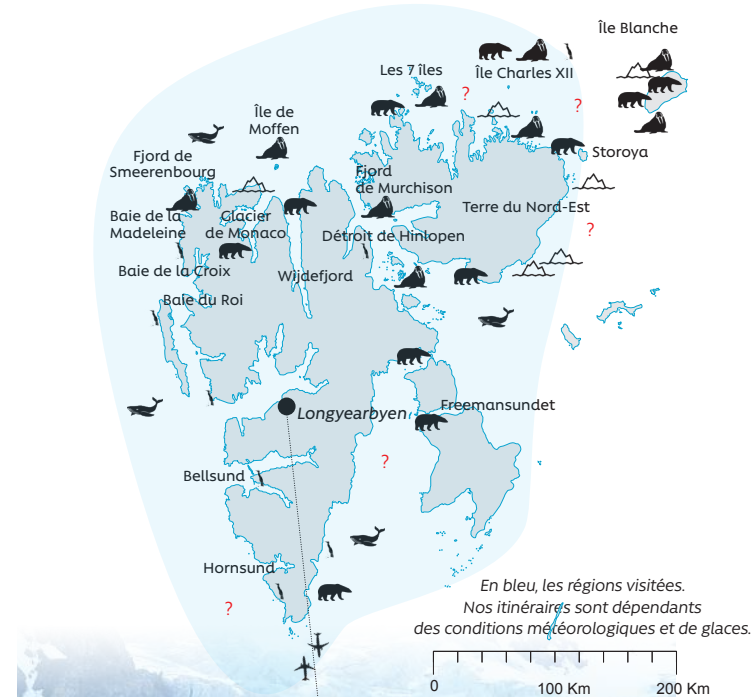 Île Blanche
Les 7 îles
Île Charles XII
?
?
Île de
Moffen
Fjord de
Smeerenbourg
Storoya
Fjord
de Murchison
Terre du Nord-Est
Baie de la
Madeleine
Glacier
de Monaco
Détroit de Hinlopen
?
Baie de la Croix
Wijdefjord
Baie du Roi
Longyearbyen
Freemansundet
?
Bellsund
Hornsund
?
En bleu, les régions visitées.
Nos itinéraires sont dépendants
des conditions météorologiques et de glaces.
0
100 Km
200 Km